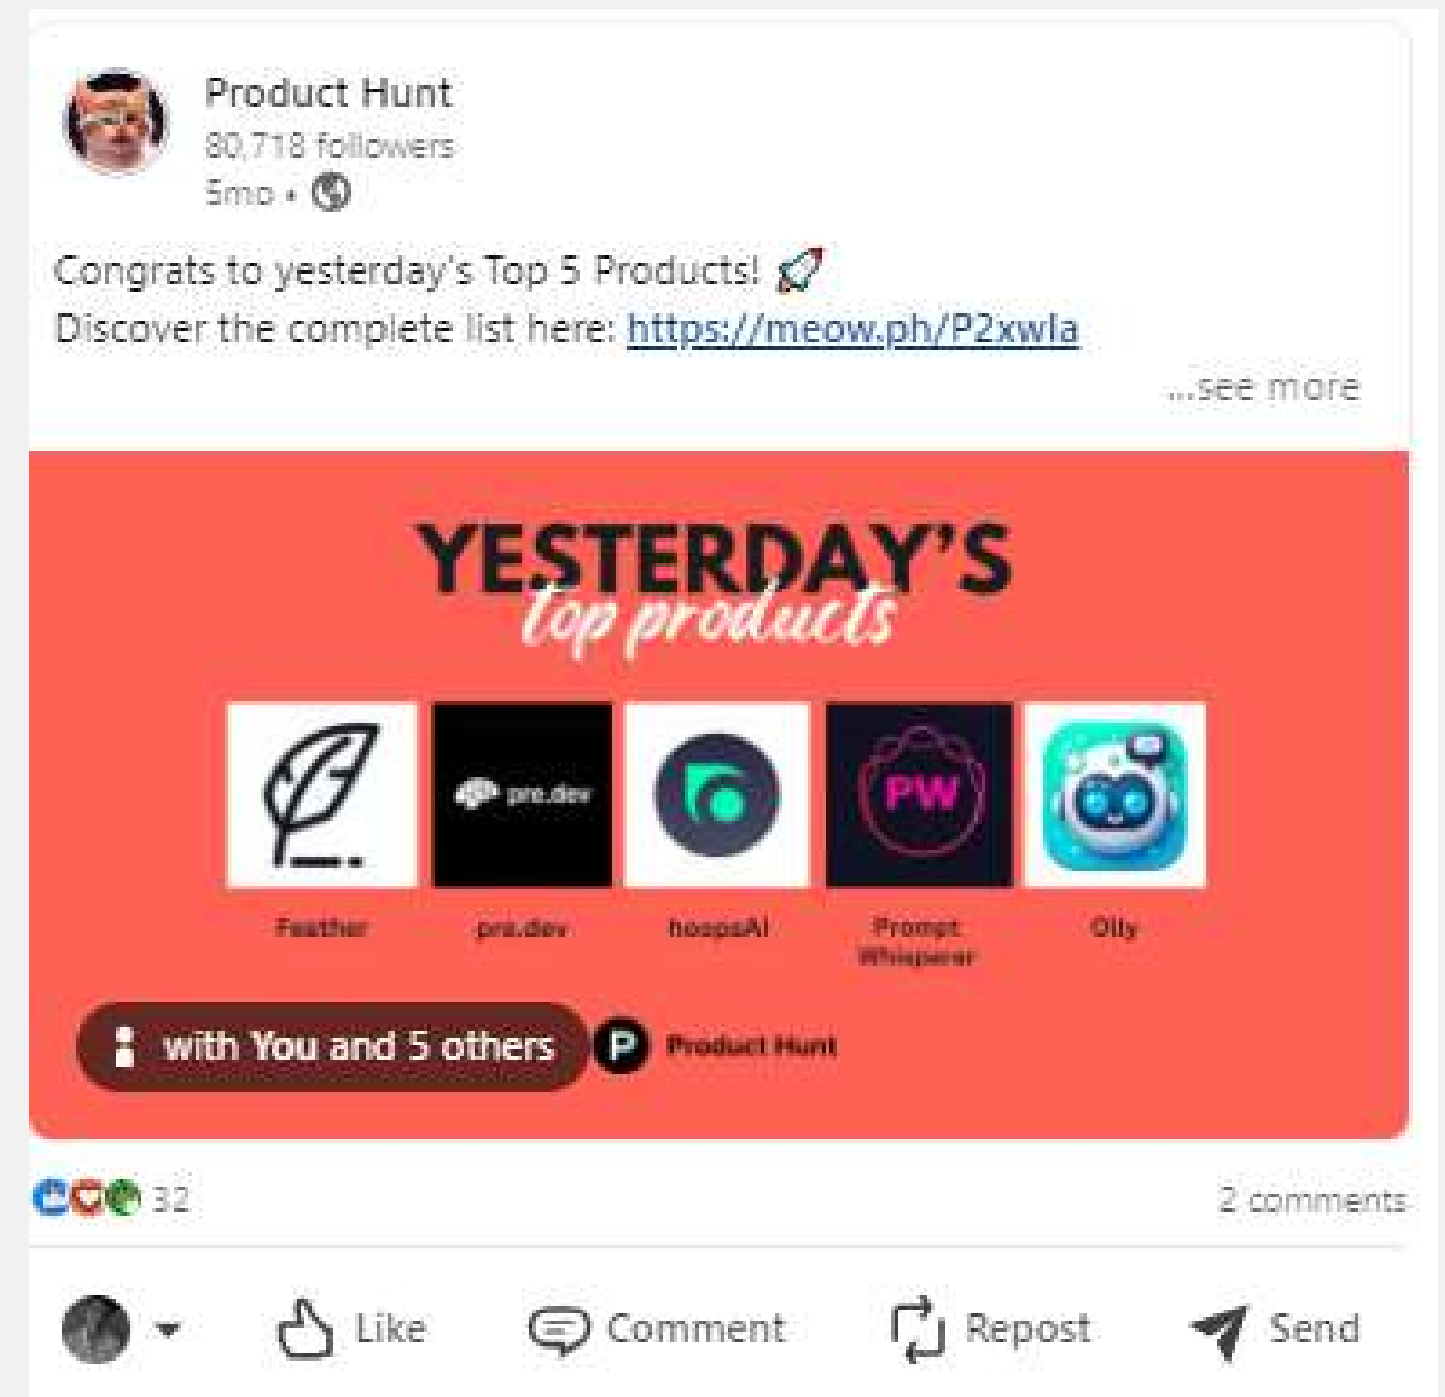 Product Hunt
80,718 followers
5mo •
Congrats to yesterday's Top 5 Products! 🚀
Discover the complete list here: https://meow.ph/P2xwIa
...see more
YESTERDAY'S
top products
pre.dev
PW
Feather
pre.dev
hoopsAI
Prompt
Whisperer
Olly
with You and 5 others
P
Product Hunt
32
2 comments
Like
Comment
Repost
Send